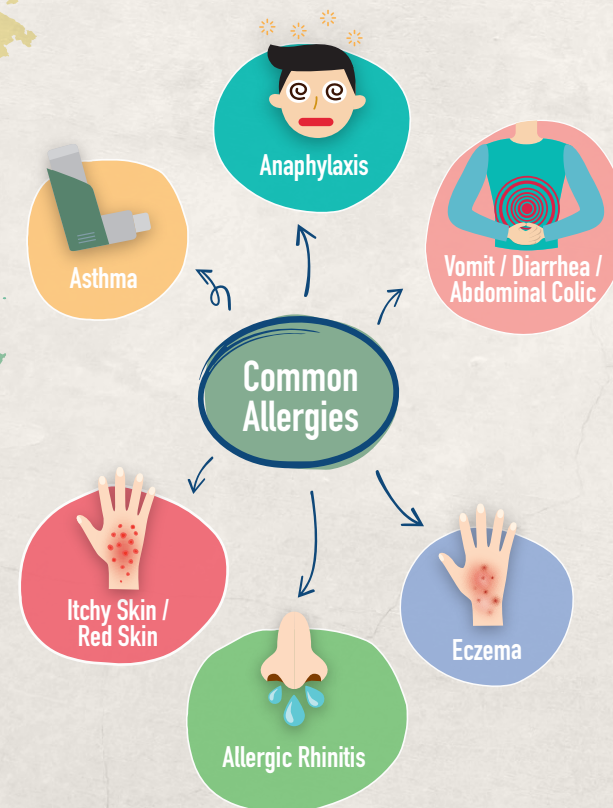 Anaphylaxis
Asthma
Vomit / Diarrhea /
Abdominal Colic
Common
Allergies
Itchy Skin /
Red Skin
Eczema
Allergic Rhinitis